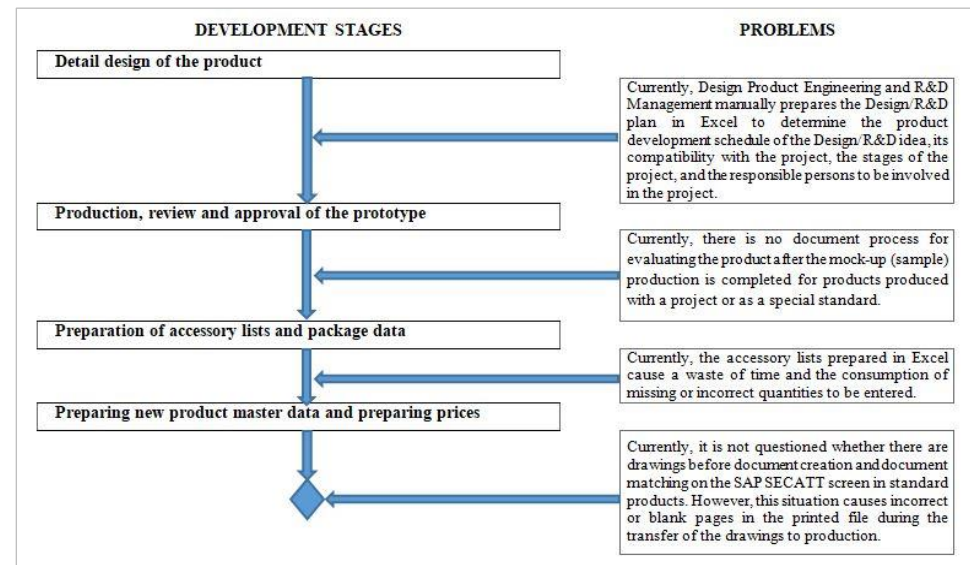 DEVELOPMENT STAGES
PROBLEMS
Detail design of the product
Currently, Design Product Engineering and R&D
Management manually prepares the Design/R&D
plan in Excel to determine the product
development schedule of the Design/R&D idea, its
compatibility with the project, the stages of the
project, and the responsible persons to be involved
in the project.
Production, review and approval of the prototype
Currently, there is no document process for
evaluating the product after the mock-up (sample)
production is completed for products produced
with a project or as a special standard.
Preparation of accessory lists and package data
Currently, the accessory lists prepared in Excel
cause a waste of time and the consumption of
missing or incorrect quantities to be entered.
Preparing new product master data and preparing prices
Currently, it is not questioned whether there are
drawings before document creation and document
matching on the SAP SECATT screen in standard
products. However, this situation causes incorrect
or blank pages in the printed file during the
transfer of the drawings to production.